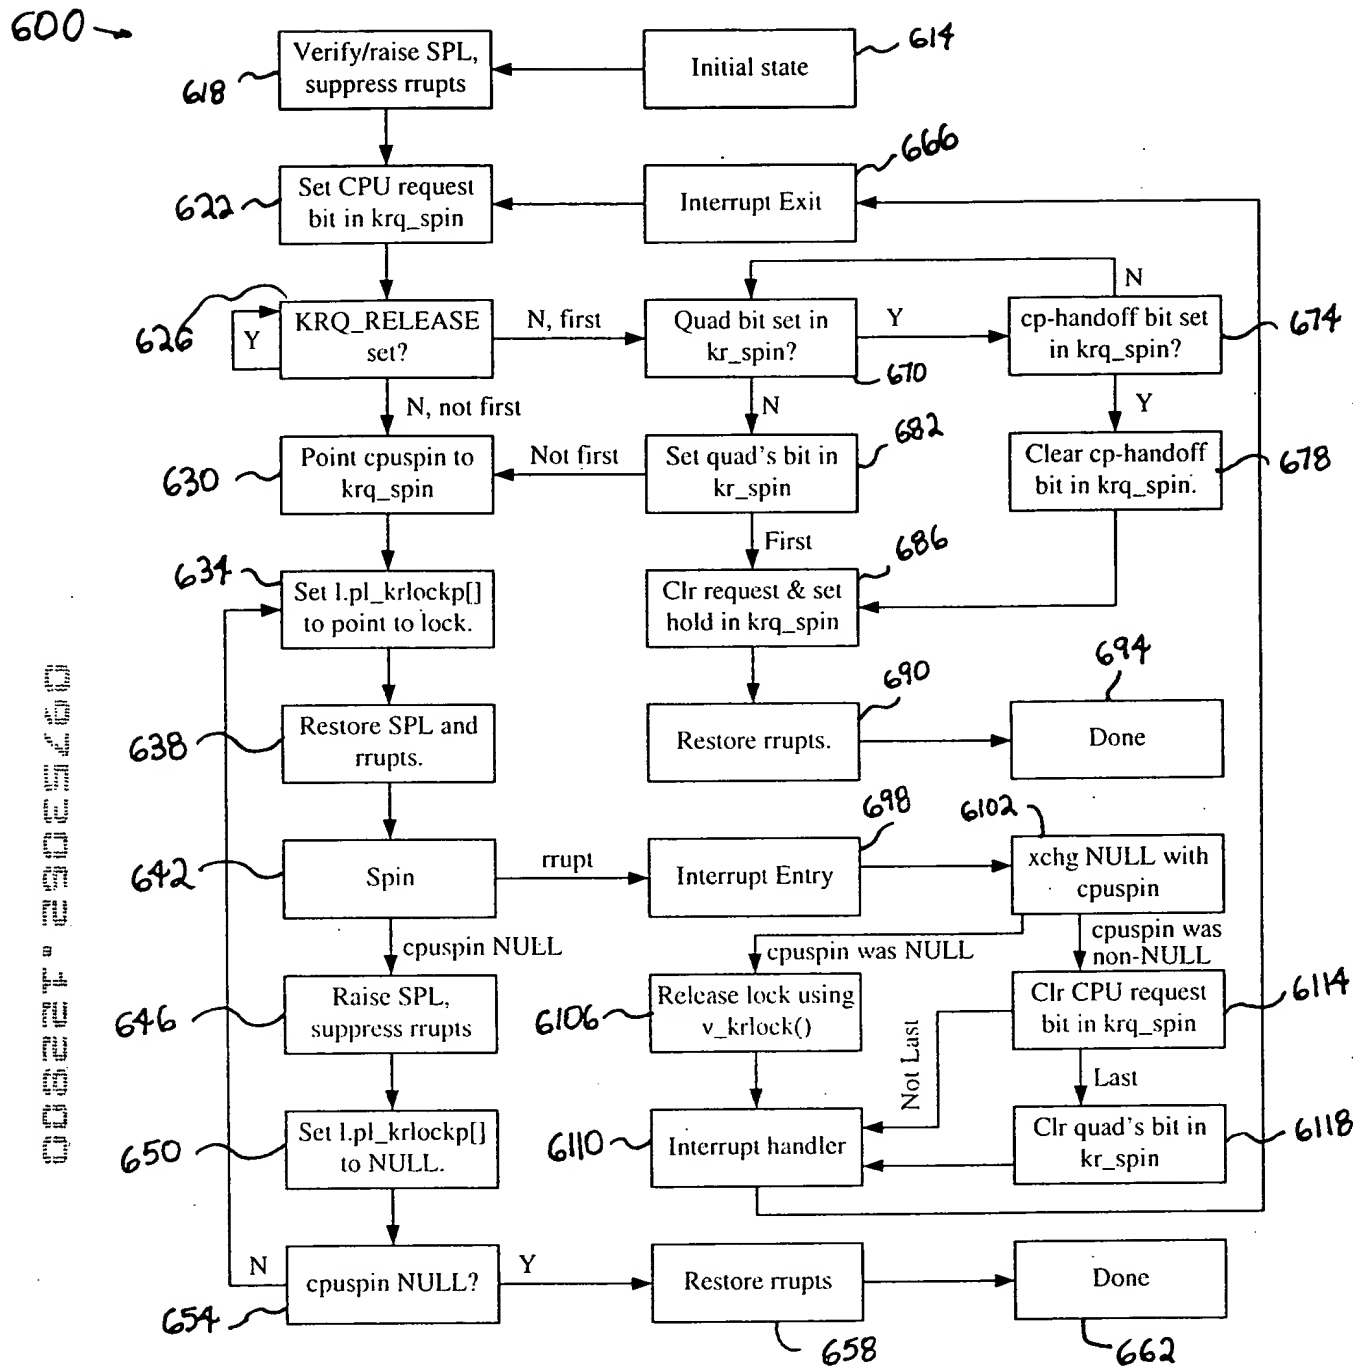 600
Verify/raise SPL,
suppress rrupts
618
Initial state
614
Set CPU request
bit in krq_spin
622
Interrupt Exit
666
KRQ_RELEASE
set?
626
Y
N, first
N, not first
Quad bit set in
kr_spin?
670
Y
N
N
cp-handoff bit set
in krq_spin?
674
Y
Point cpuspin to
krq_spin
630
Not first
Set quad's bit in
kr_spin
682
First
Clear cp-handoff
bit in krq_spin.
678
Set l.pl_krlockp[]
to point to lock.
634
Clr request & set
hold in krq_spin
686
Restore SPL and
rrupts.
638
Restore rrupts.
690
Done
694
Spin
642
rrupt
cpuspin NULL
Interrupt Entry
698
xchg NULL with
cpuspin
6102
cpuspin was NULL
cpuspin was
non-NULL
Raise SPL,
suppress rrupts
646
Release lock using
v_krlock()
6106
Clr CPU request
bit in krq_spin
6114
Not Last
Last
Set l.pl_krlockp[]
to NULL.
650
Interrupt handler
6110
Clr quad's bit in
kr_spin
6118
cpuspin NULL?
654
N
Y
Restore rrupts
658
Done
662
09753052.122800